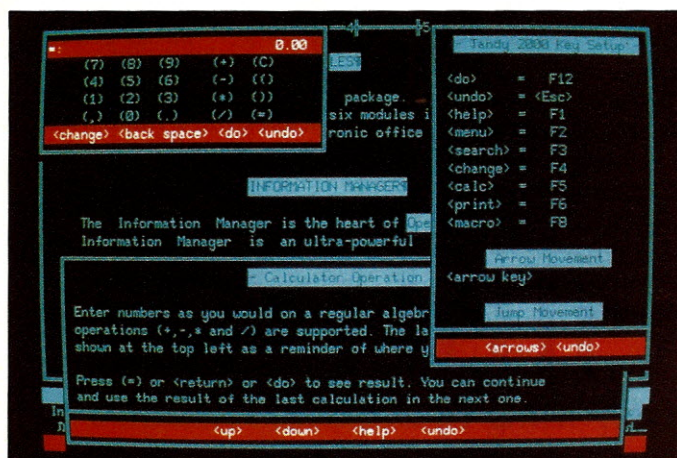 =: 0.00
(7) (8) (9) (+) (C)
(4) (5) (6) (-) (()
(1) (2) (3) (*) ())
(,) (0) (.) (/) (=)
<change> <back space> <do> <undo>
4 5
LES
package.
six modules i
ronic office
INFORMATION MANAGER
The Information Manager is the heart of Ope
Information Manager is an ultra-powerful
- Calculator Operation
Enter numbers as you would on a regular algebr
operations (+,-,* and /) are supported. The la
shown at the top left as a reminder of where y
Press (=) or <return> or <do> to see result. You can continue
and use the result of the last calculation in the next one.
<up> <down> <help> <undo>
In
- Tandy 2000 Key Setup -
<do> = F12
<undo> = <Esc>
<help> = F1
<menu> = F2
<search> = F3
<change> = F4
<calc> = F5
<print> = F6
<macro> = F8
Arrow Movement
<arrow key>
Jump Movement
<arrows> <undo>